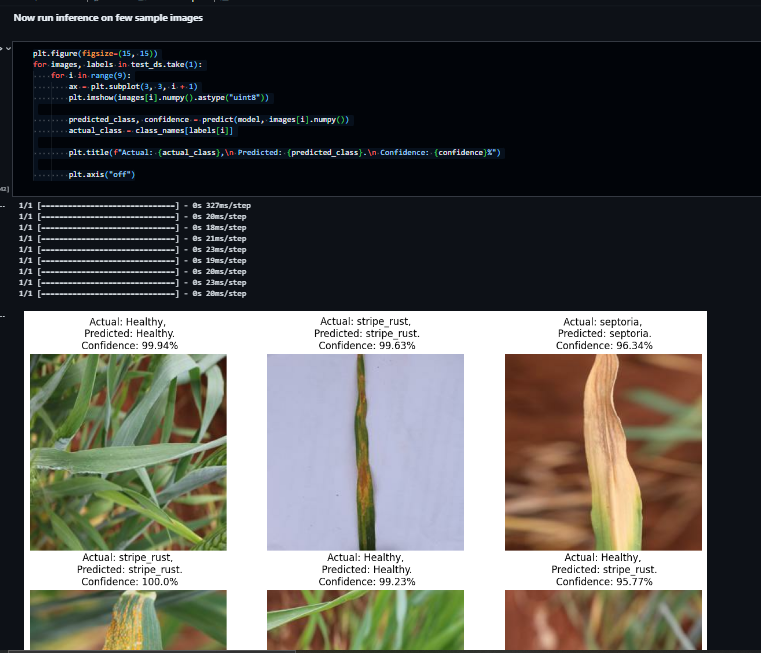 Now run inference on few sample images
plt.figure(figsize=(15, 15))
for images, labels in test_ds.take(1):
for i in range(9):
ax = plt.subplot(3, 3, i + 1)
plt.imshow(images[i].numpy().astype("uint8"))
predicted_class, confidence = predict(model, images[i].numpy())
actual_class = class_names[labels[i]]
plt.title(f"Actual: {actual_class},\n Predicted: {predicted_class}.\n Confidence: {confidence}%")
plt.axis("off")
1/1 [==============================] - 0s 327ms/step
1/1 [==============================] - 0s 20ms/step
1/1 [==============================] - 0s 18ms/step
1/1 [==============================] - 0s 21ms/step
1/1 [==============================] - 0s 23ms/step
1/1 [==============================] - 0s 19ms/step
1/1 [==============================] - 0s 20ms/step
1/1 [==============================] - 0s 23ms/step
1/1 [==============================] - 0s 20ms/step
Actual: Healthy,
Predicted: Healthy.
Confidence: 99.94%
Actual: stripe_rust,
Predicted: stripe_rust.
Confidence: 99.63%
Actual: septoria,
Predicted: septoria.
Confidence: 96.34%
Actual: stripe_rust,
Predicted: stripe_rust.
Confidence: 100.0%
Actual: Healthy,
Predicted: Healthy.
Confidence: 99.23%
Actual: Healthy,
Predicted: stripe_rust.
Confidence: 95.77%